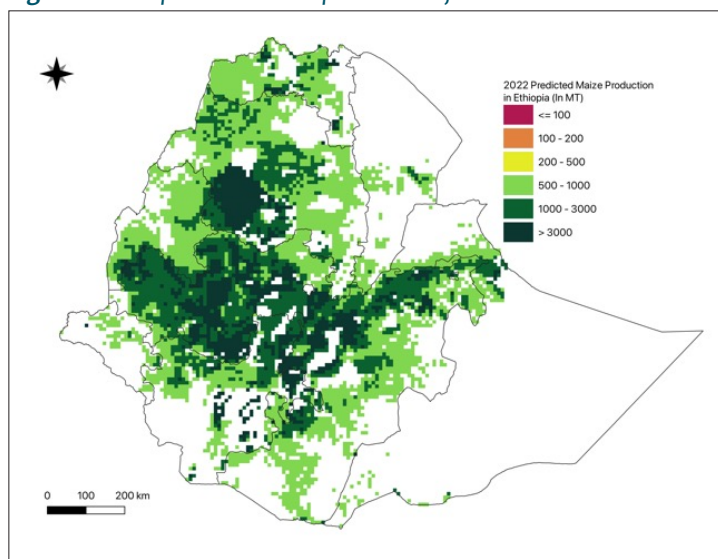 2022 Predicted Maize Production
in Ethiopia (In MT)
<= 100
100 - 200
200 - 500
500 - 1000
1000 - 3000
> 3000
0 100 200 km